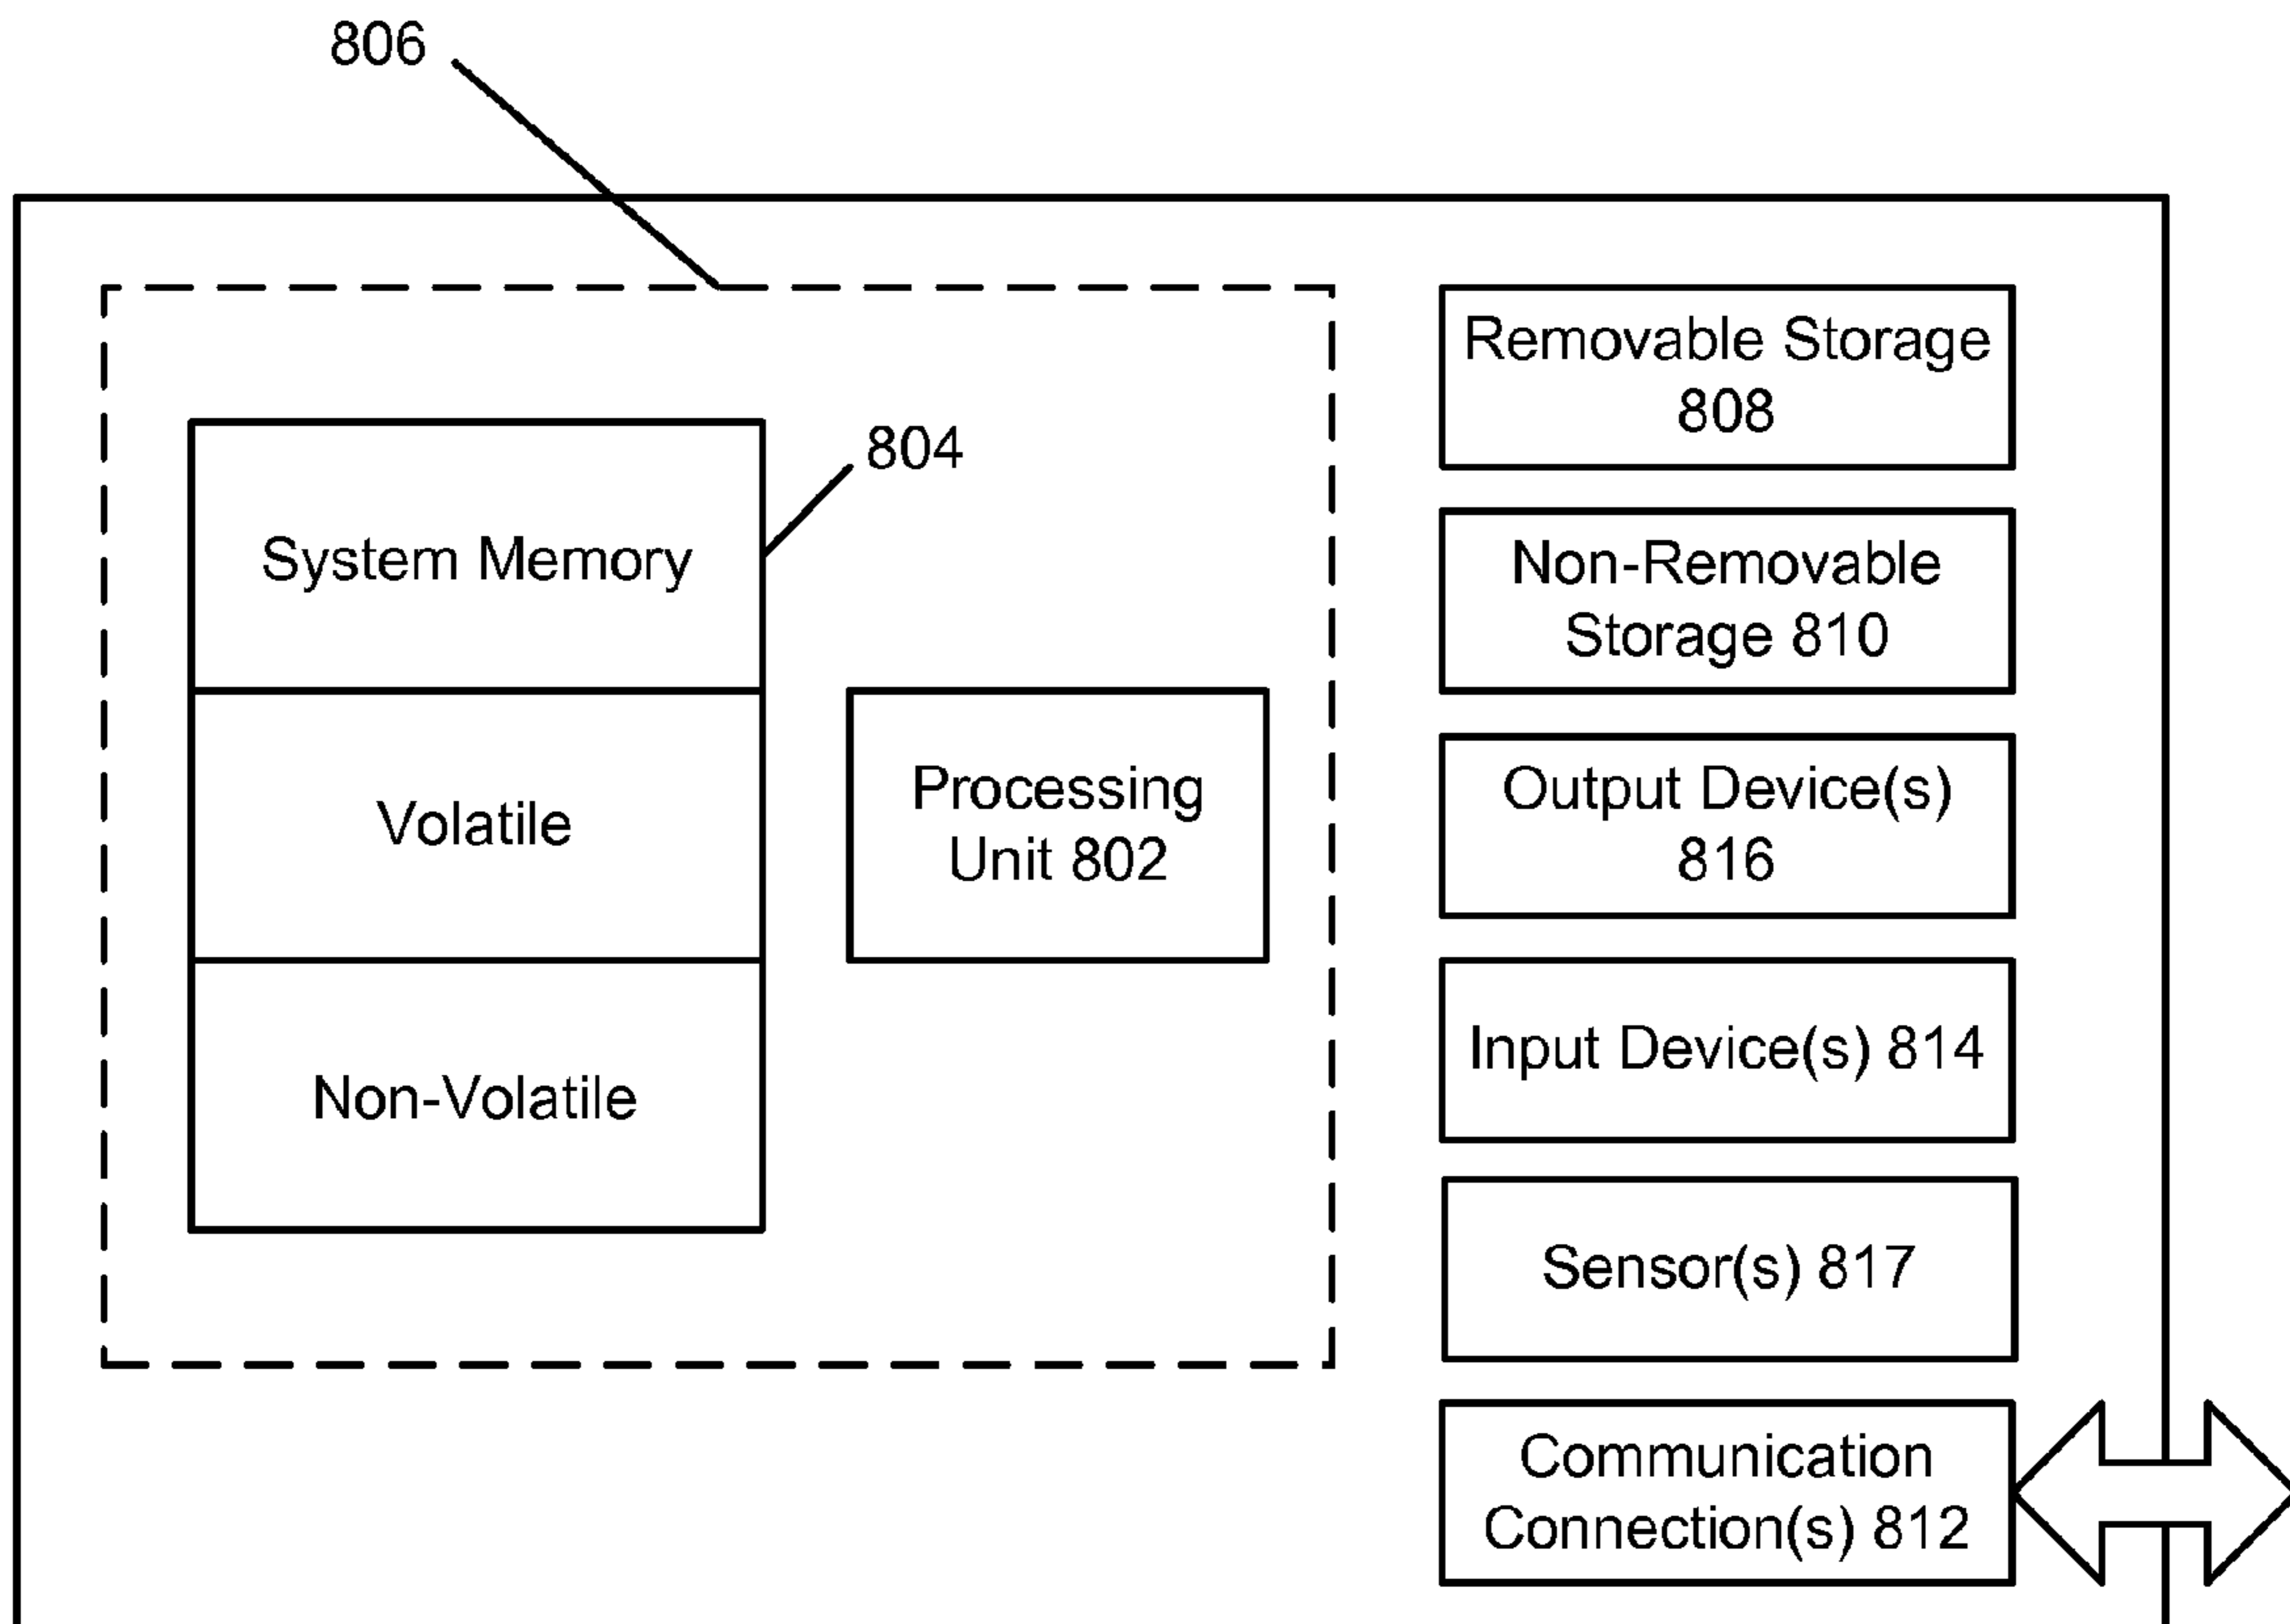 806
804
System Memory
Volatile
Non-Volatile
Processing
Unit 802
Removable Storage
808
Non-Removable
Storage 810
Output Device(s)
816
Input Device(s) 814
Sensor(s) 817
Communication
Connection(s) 812